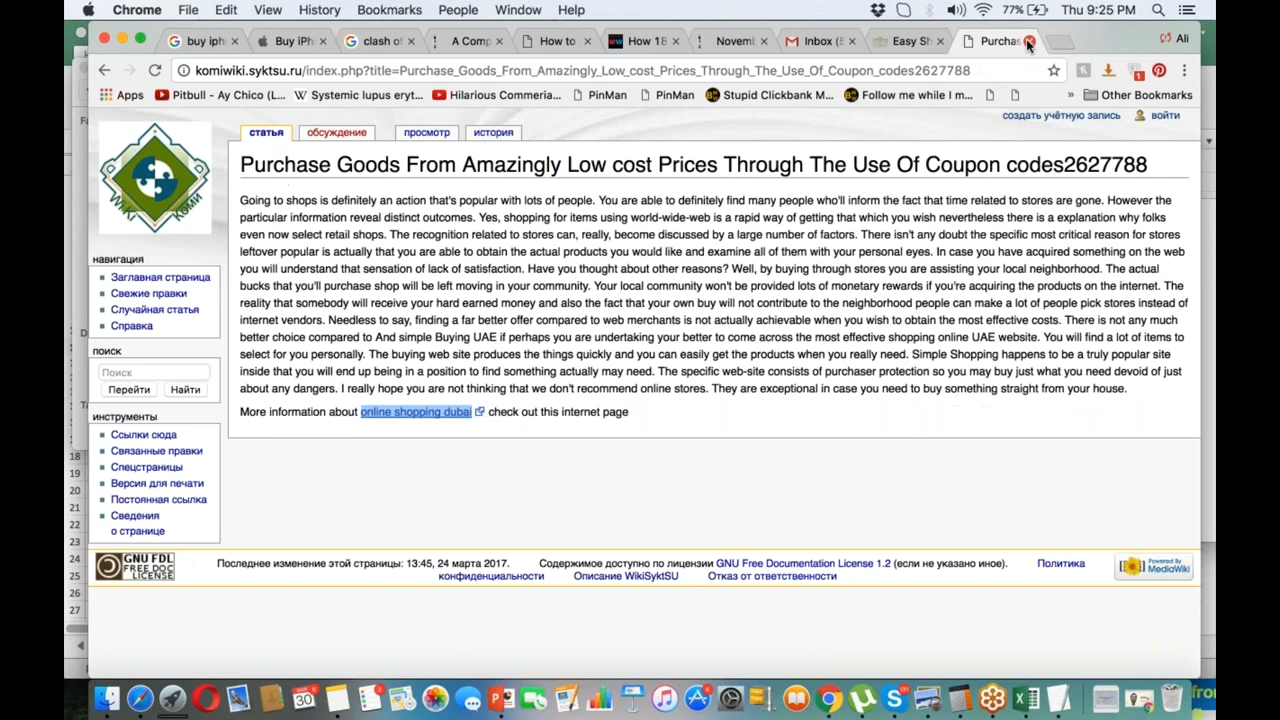 Chrome File Edit View History Bookmarks People Window Help 77% Thu 9:25 PM
buy iph Buy iPh clash of A Comp How to How 18 Novem Inbox ( Easy Sh Purchas Ali
komiwiki.syktsu.ru/index.php?title=Purchase_Goods_From_Amazingly_Low_cost_Prices_Through_The_Use_Of_Coupon_codes2627788
Apps Pitbull - Ay Chico (L... Systemic lupus eryt... Hilarious Commeria... PinMan PinMan Stupid Clickbank M... Follow me while I m... » Other Bookmarks
создать учётную запись войти
статья обсуждение просмотр история
WIKI КОМИ
Purchase Goods From Amazingly Low cost Prices Through The Use Of Coupon codes2627788
Going to shops is definitely an action that's popular with lots of people. You are able to definitely find many people who'll inform the fact that time related to stores are gone. However the
particular information reveal distinct outcomes. Yes, shopping for items using world-wide-web is a rapid way of getting that which you wish nevertheless there is a explanation why folks
even now select retail shops. The recognition related to stores can, really, become discussed by a large number of factors. There isn't any doubt the specific most critical reason for stores
leftover popular is actually that you are able to obtain the actual products you would like and examine all of them with your personal eyes. In case you have acquired something on the web
you will understand that sensation of lack of satisfaction. Have you thought about other reasons? Well, by buying through stores you are assisting your local neighborhood. The actual
bucks that you'll purchase shop will be left moving in your community. Your local community won't be provided lots of monetary rewards if you're acquiring the products on the internet. The
reality that somebody will receive your hard earned money and also the fact that your own buy will not contribute to the neighborhood people can make a lot of people pick stores instead of
internet vendors. Needless to say, finding a far better offer compared to web merchants is not actually achievable when you wish to obtain the most effective costs. There is not any much
better choice compared to And simple Buying UAE if perhaps you are undertaking your better to come across the most effective shopping online UAE website. You will find a lot of items to
select for you personally. The buying web site produces the things quickly and you can easily get the products when you really need. Simple Shopping happens to be a truly popular site
inside that you will end up being in a position to find something actually may need. The specific web-site consists of purchaser protection so you may buy just what you need devoid of just
about any dangers. I really hope you are not thinking that we don't recommend online stores. They are exceptional in case you need to buy something straight from your house.
More information about online shopping dubai check out this internet page
навигация
Заглавная страница
Свежие правки
Случайная статья
Справка
поиск
Поиск
Перейти Найти
инструменты
Ссылки сюда
Связанные правки
Спецстраницы
Версия для печати
Постоянная ссылка
Сведения
о странице
18
19
20
21
22
23
24
25
26
27
GNU FDL
FREE DOC
LICENSE
Последнее изменение этой страницы: 13:45, 24 марта 2017. Содержимое доступно по лицензии GNU Free Documentation License 1.2 (если не указано иное). Политика
конфиденциальности Описание WikiSyktSU Отказ от ответственности
Powered By
MediaWiki
30
from